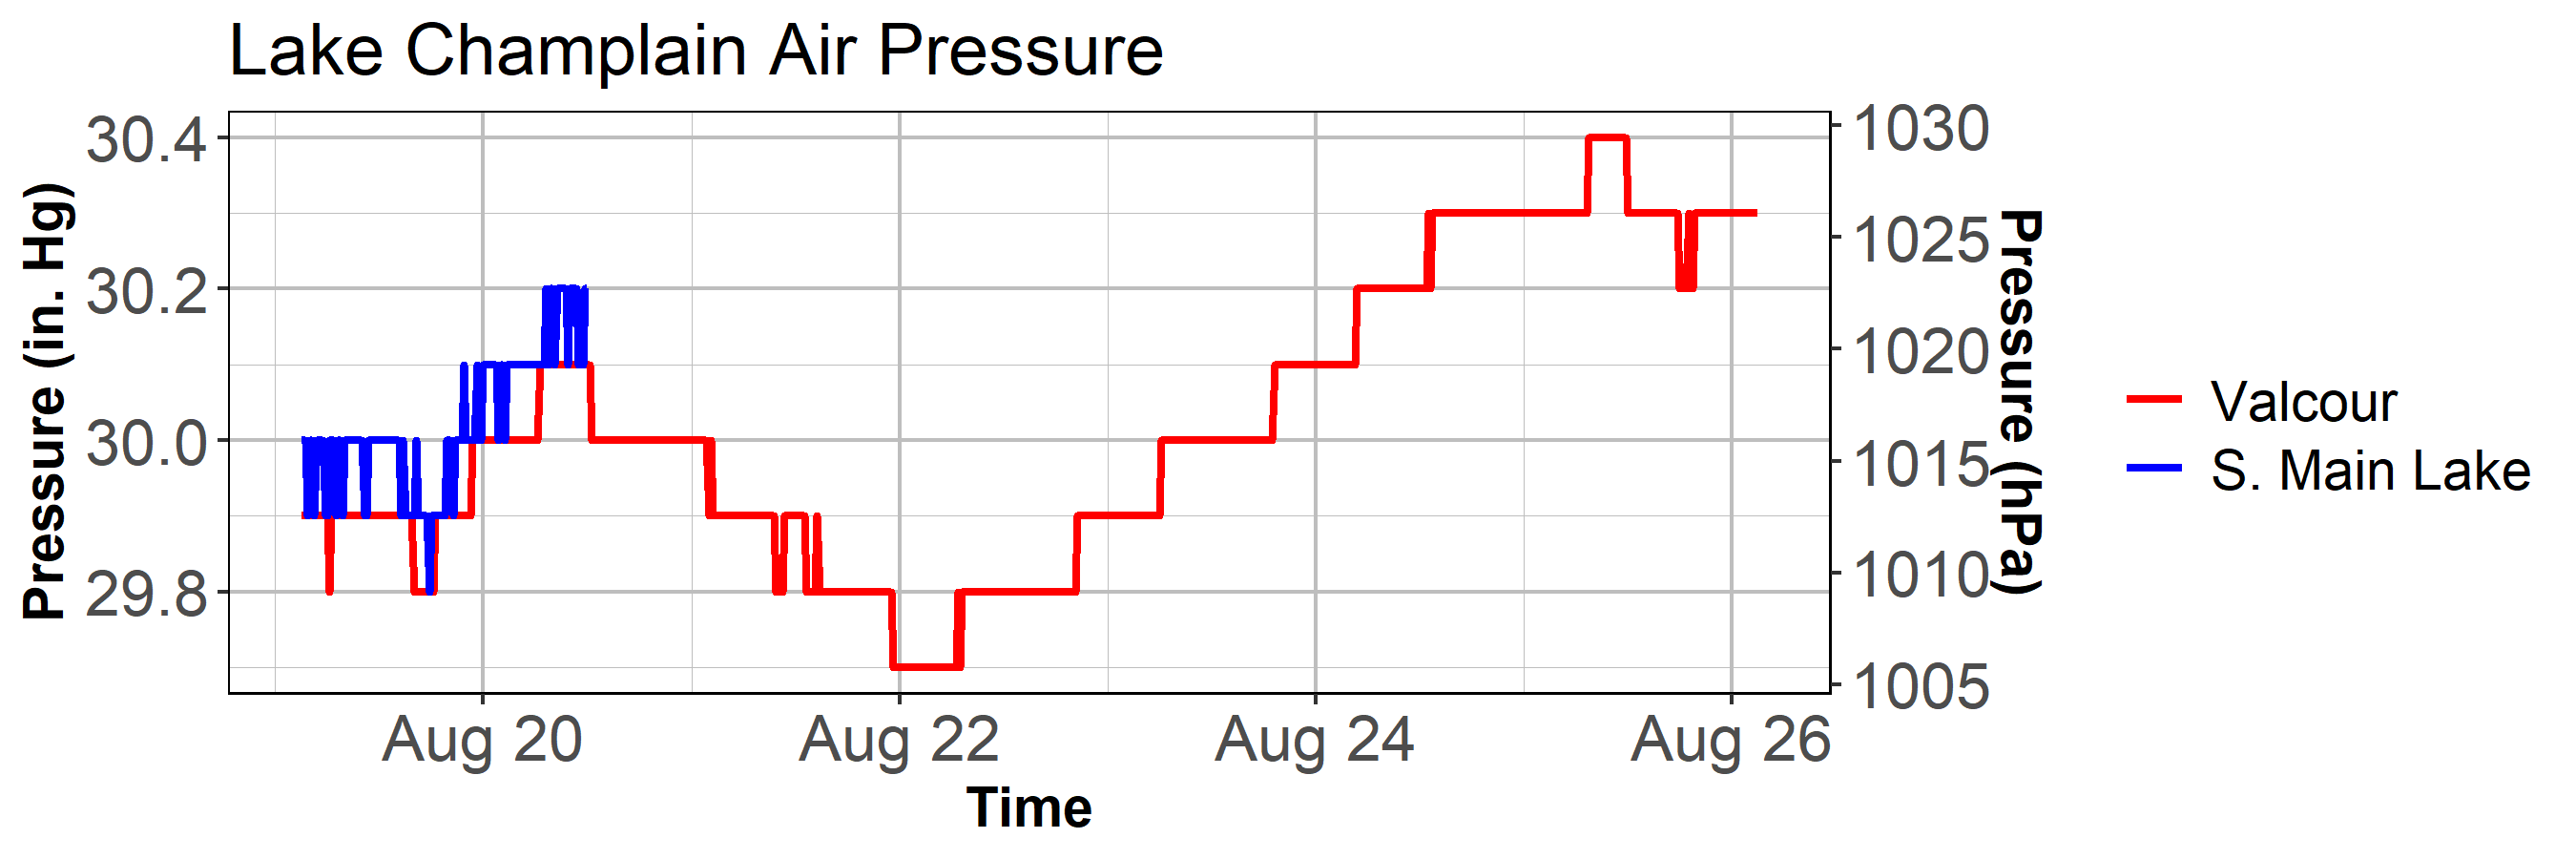 Lake Champlain Air Pressure
Pressure (in. Hg)
30.4
30.2
30.0
29.8
1030
1025
1020
1015
1010
1005
Pressure (hPa)
Aug 20 Aug 22 Aug 24 Aug 26
Time
Valcour
S. Main Lake